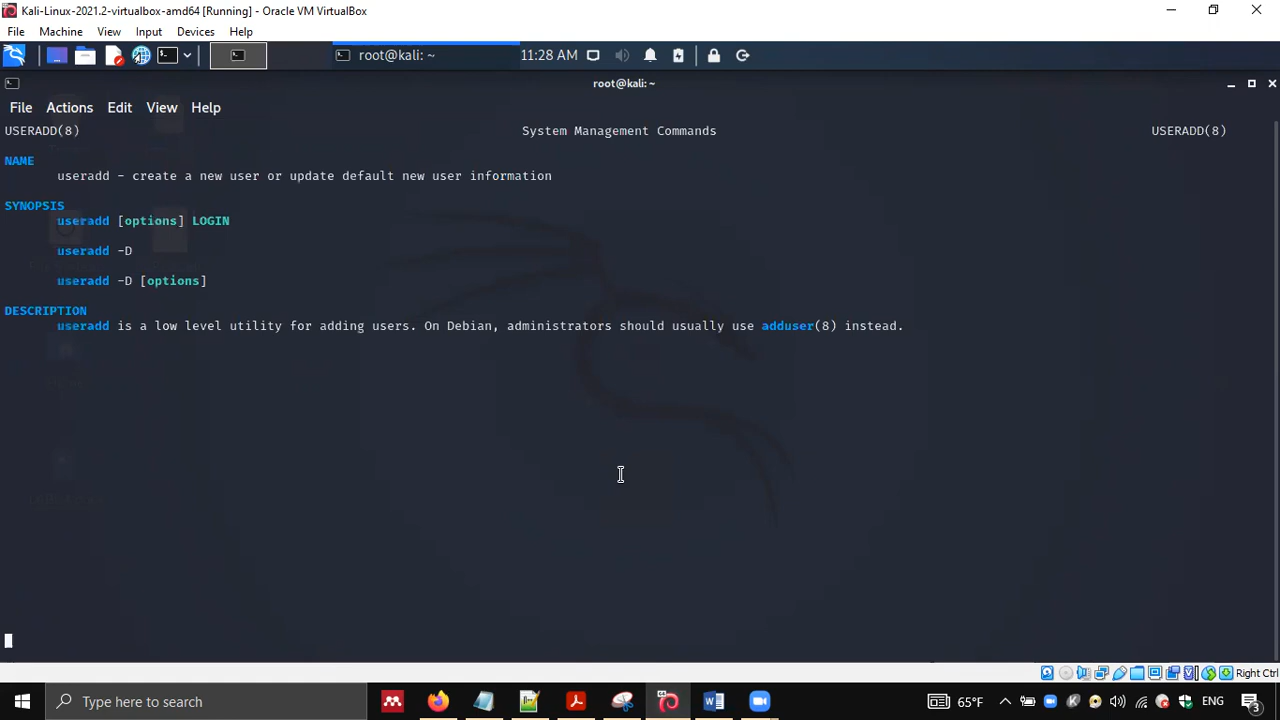 Kali-Linux-2021.2-virtualbox-amd64 [Running] - Oracle VM VirtualBox
File Machine View Input Devices Help
root@kali: ~ 11:28 AM
root@kali: ~
File Actions Edit View Help
USERADD(8) System Management Commands USERADD(8)
NAME
useradd - create a new user or update default new user information
SYNOPSIS
useradd [options] LOGIN
useradd -D
useradd -D [options]
DESCRIPTION
useradd is a low level utility for adding users. On Debian, administrators should usually use adduser(8) instead.
Right Ctrl
Type here to search 65°F ENG 3